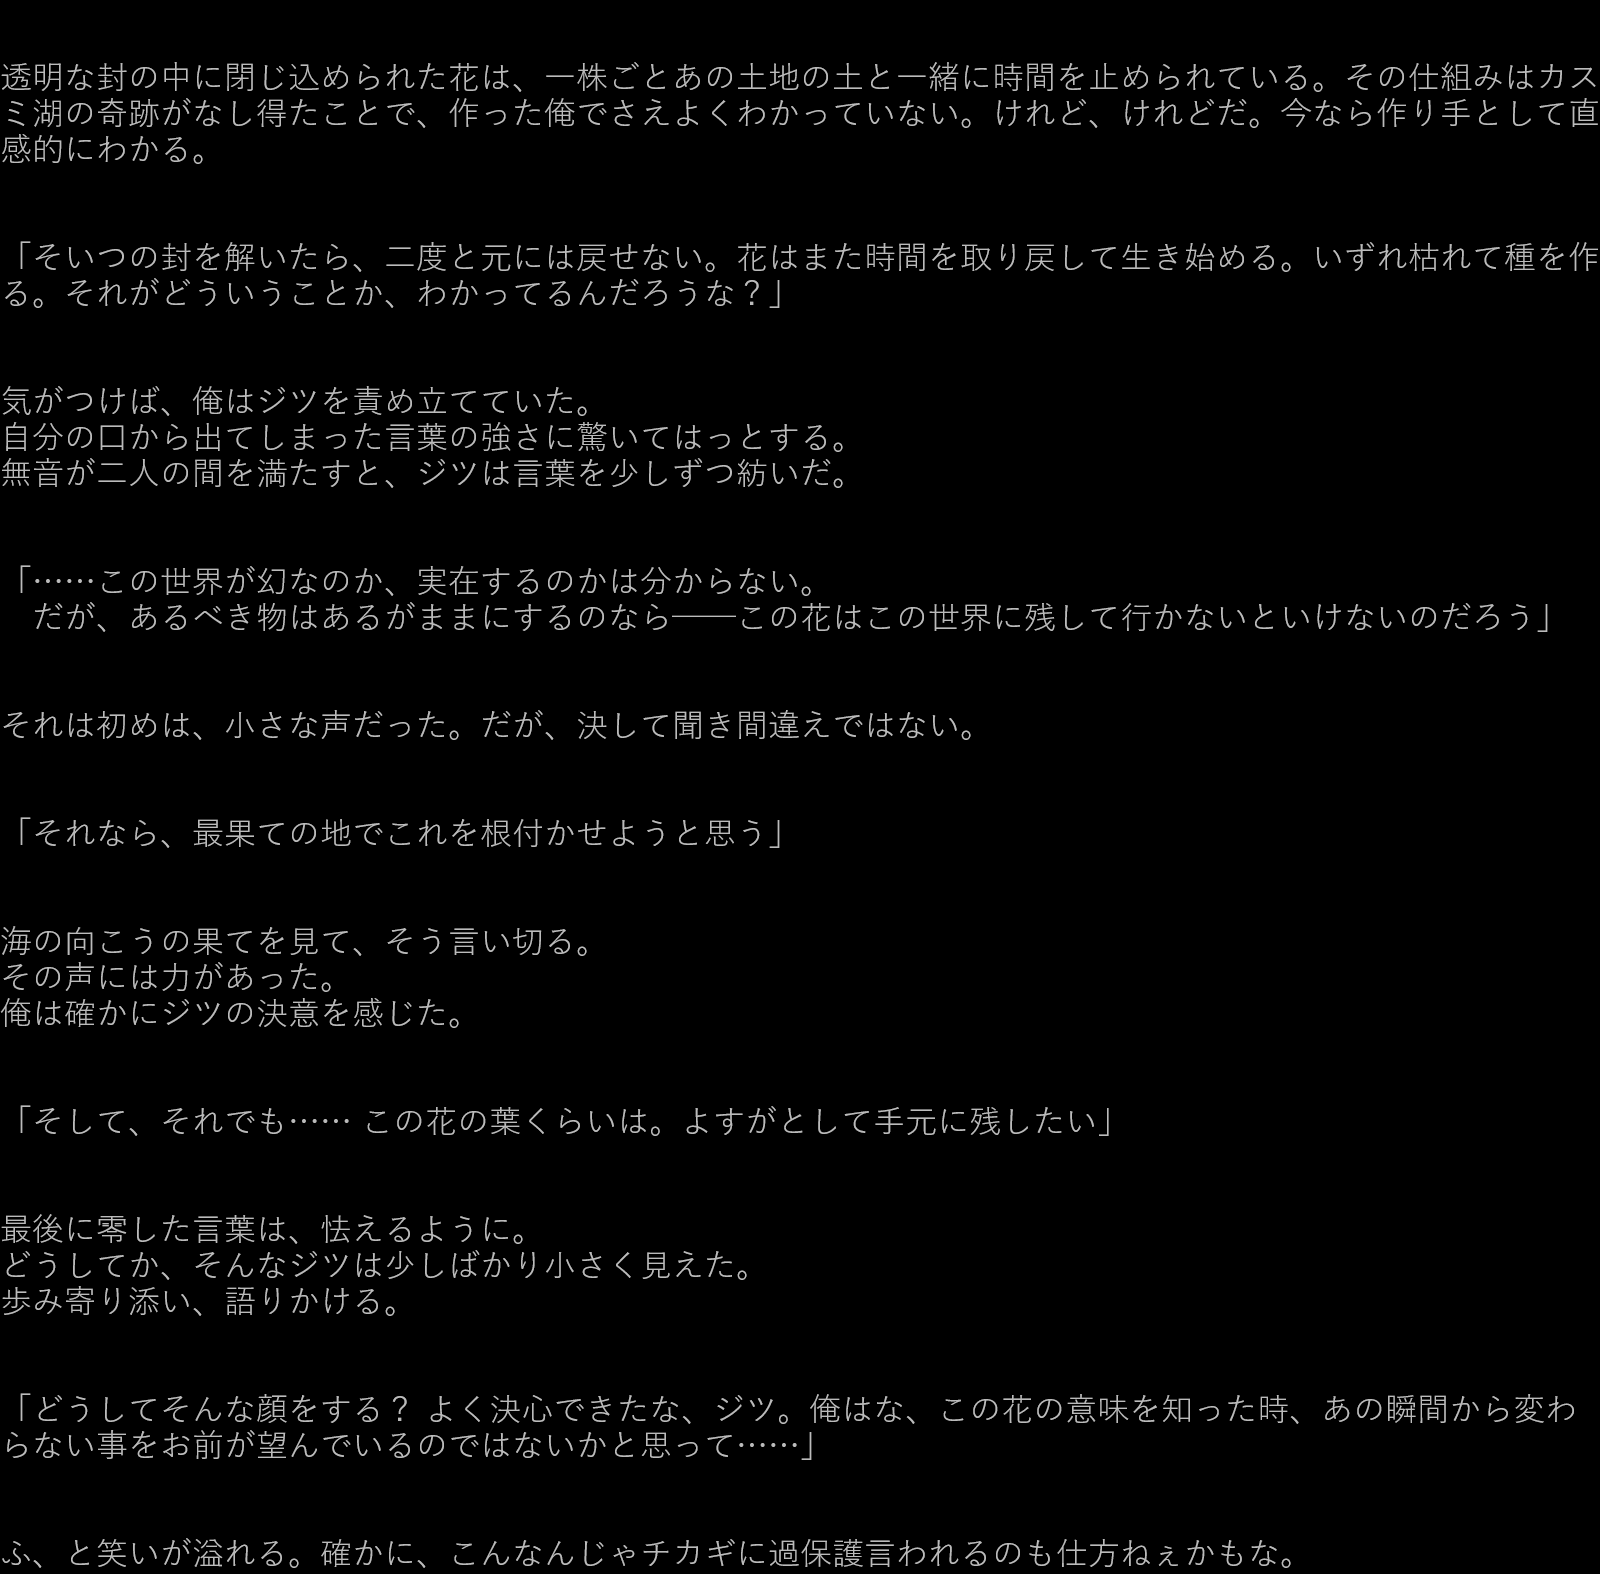 透明な封の中に閉じ込められた花は、一株ごとあの土地の土と一緒に時間を止められている。その仕組みはカス
ミ湖の奇跡がなし得たことで、作った俺でさえよくわかっていない。けれど、けれどだ。今なら作り手として直
感的にわかる。
「そいつの封を解いたら、二度と元には戻せない。花はまた時間を取り戻して生き始める。いずれ枯れて種を作
る。それがどういうことか、わかってるんだろうな？」
気がつけば、俺はジツを責め立てていた。
自分の口から出てしまった言葉の強さに驚いてはっとする。
無音が二人の間を満たすと、ジツは言葉を少しずつ紡いだ。
「……この世界が幻なのか、実在するのかは分からない。
　だが、あるべき物はあるがままにするのなら――この花はこの世界に残して行かないといけないのだろう」
それは初めは、小さな声だった。だが、決して聞き間違えではない。
「それなら、最果ての地でこれを根付かせようと思う」
海の向こうの果てを見て、そう言い切る。
その声には力があった。
俺は確かにジツの決意を感じた。
「そして、それでも…… この花の葉くらいは。よすがとして手元に残したい」
最後に零した言葉は、怯えるように。
どうしてか、そんなジツは少しばかり小さく見えた。
歩み寄り添い、語りかける。
「どうしてそんな顔をする？ よく決心できたな、ジツ。俺はな、この花の意味を知った時、あの瞬間から変わ
らない事をお前が望んでいるのではないかと思って……」
ふ、と笑いが溢れる。確かに、こんなんじゃチカギに過保護言われるのも仕方ねぇかもな。